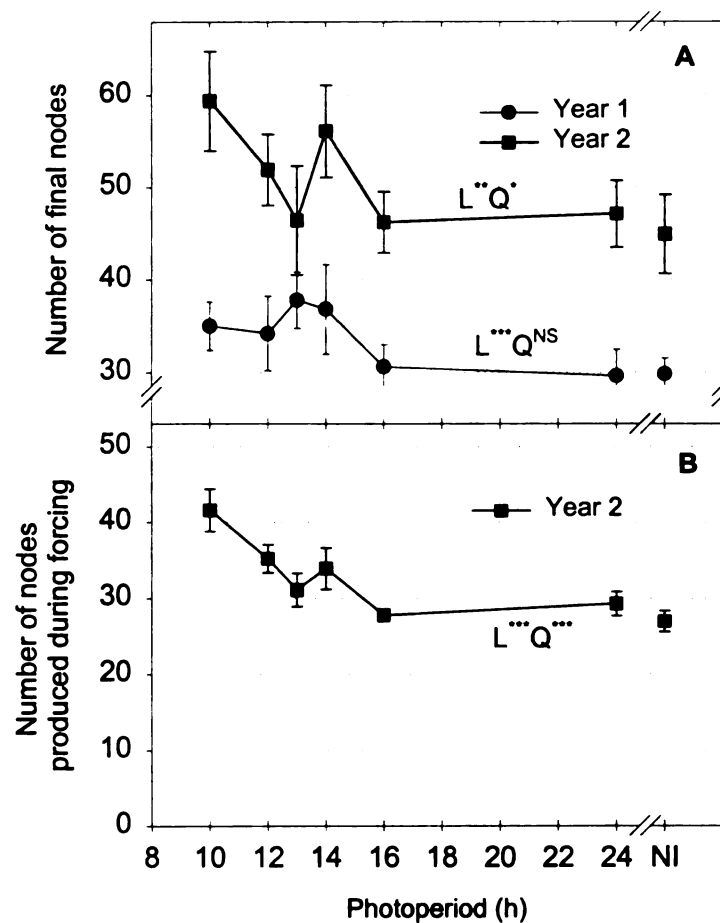 A
Number of final nodes
60
50
40
30
Year 1
Year 2
L**Q*
L***Q^NS
B
Number of nodes
produced during forcing
50
40
30
20
10
0
Year 2
L***Q***
8 10 12 14 16 18 20 22 24 NI
Photoperiod (h)